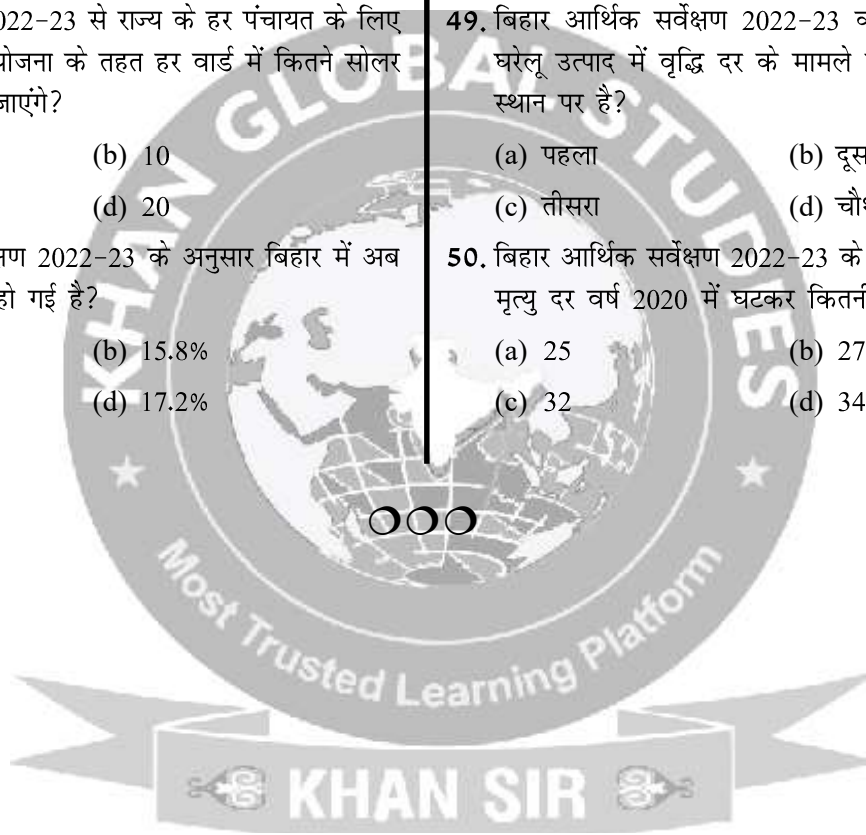 022-23 से राज्य के हर पंचायत के लिए
योजना के तहत हर वार्ड में कितने सोलर
जाएंगे?
(b) 10
(d) 20
2022-23 के अनुसार बिहार में अब
हो गई है?
(b) 15.8%
(d) 17.2%
49. बिहार आर्थिक सर्वेक्षण 2022-23
घरेलू उत्पाद में वृद्धि दर के मामले
स्थान पर है?
(a) पहला
(b)
(c) तीसरा
(d)
50. बिहार आर्थिक सर्वेक्षण 2022-23 के
मृत्यु दर वर्ष 2020 में घटकर
(a) 25
(b) 27
(c) 32
(d) 34
KHAN GLOBAL STUDIES
Most Trusted Learning Platform
KHAN SIR